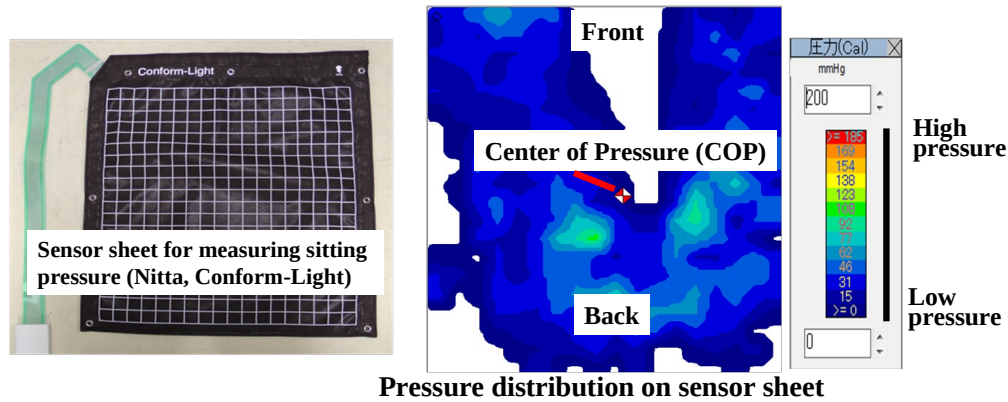 Conform-Light
Sensor sheet for measuring sitting
pressure (Nitta, Conform-Light)
Front
Center of Pressure (COP)
Back
圧力(Cal)
mmHg
200
>= 185
169
154
138
123
108
92
77
62
46
31
15
>= 0
0
High
pressure
Low
pressure
Pressure distribution on sensor sheet